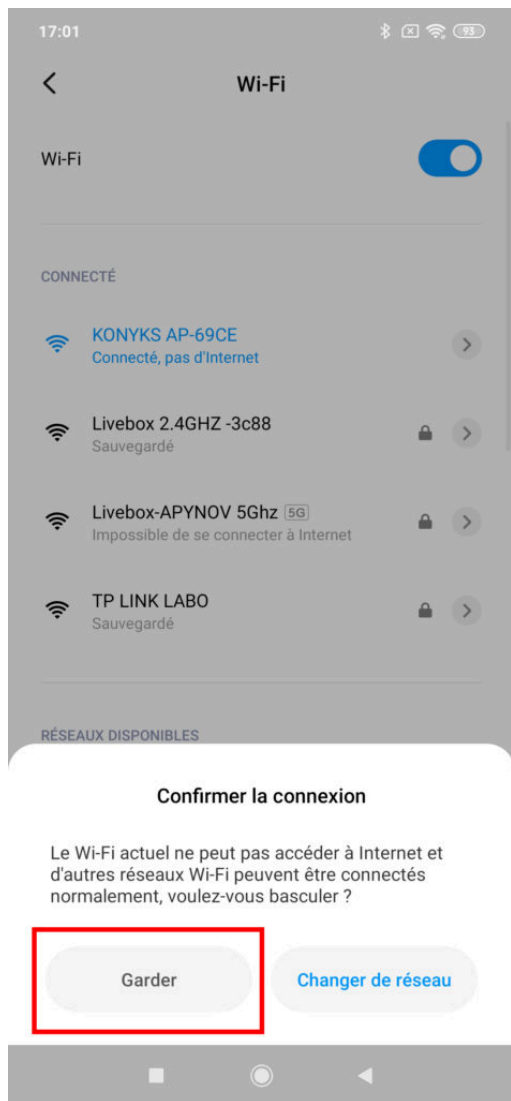 17:01
93
Wi-Fi
Wi-Fi
CONNECTÉ
KONYKS AP-69CE
Connecté, pas d'Internet
Livebox 2.4GHZ -3c88
Sauvegardé
Livebox-APYNOV 5Ghz 5G
Impossible de se connecter à Internet
TP LINK LABO
Sauvegardé
RÉSEAUX DISPONIBLES
Confirmer la connexion
Le Wi-Fi actuel ne peut pas accéder à Internet et
d'autres réseaux Wi-Fi peuvent être connectés
normalement, voulez-vous basculer ?
Garder
Changer de réseau